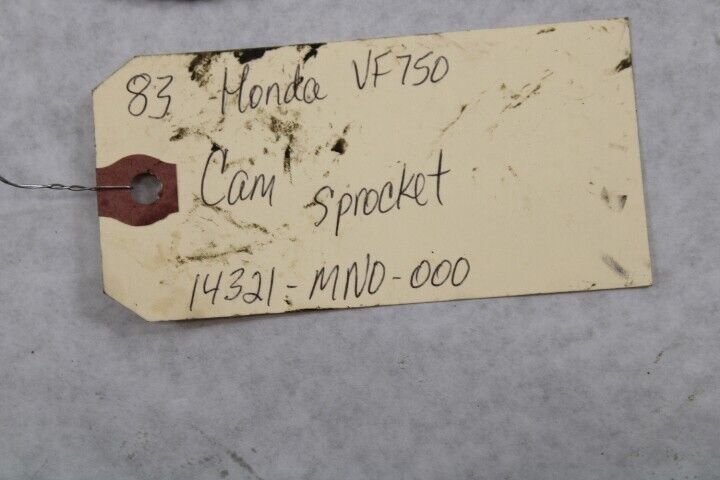 83 Honda VF750
Cam Sprocket
14321-MN0-000